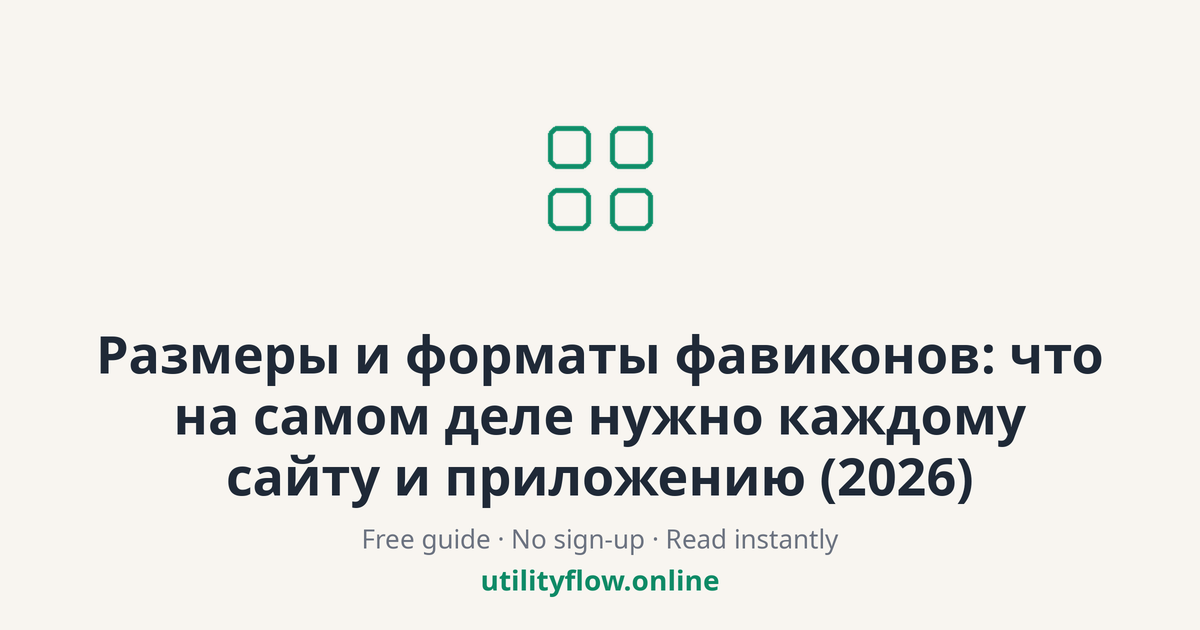 Размеры и форматы фавиконов: что
на самом деле нужно каждому
сайту и приложению (2026)
Free guide · No sign-up · Read instantly
utilityflow.online